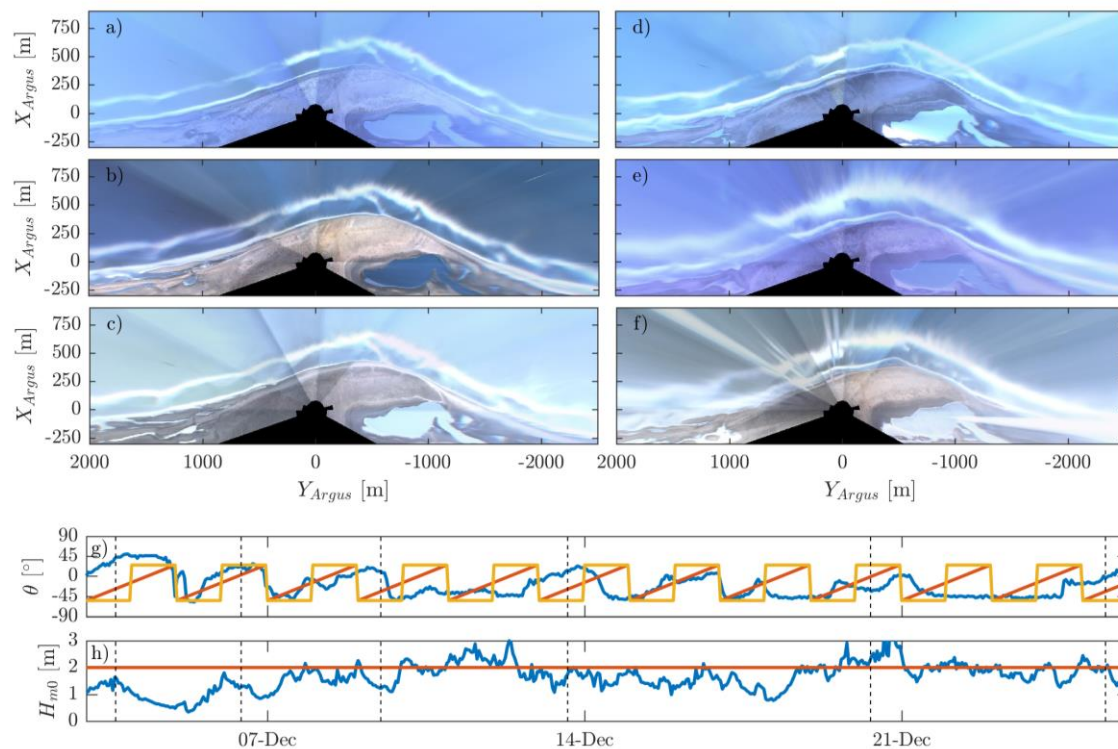 a)
d)
X_Argus [m]
750
500
250
0
-250
b)
e)
X_Argus [m]
750
500
250
0
-250
c)
f)
X_Argus [m]
750
500
250
0
-250
2000 1000 0 -1000 -2000
2000 1000 0 -1000 -2000
Y_Argus [m]
Y_Argus [m]
g)
θ [°]
90
45
0
-45
-90
h)
H_m0 [m]
3
2
1
0
07-Dec 14-Dec 21-Dec